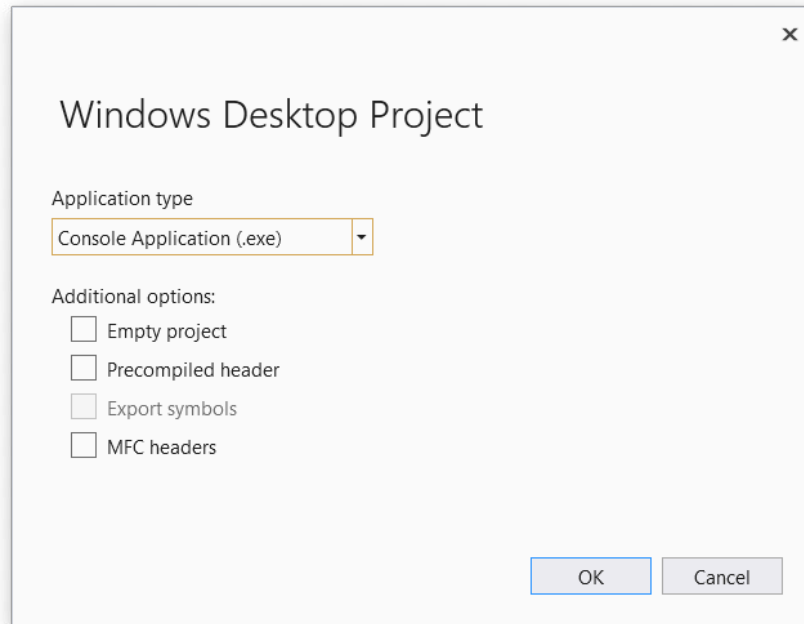 Windows Desktop Project
Application type
Console Application (.exe)
Additional options:
Empty project
Precompiled header
Export symbols
MFC headers
OK
Cancel